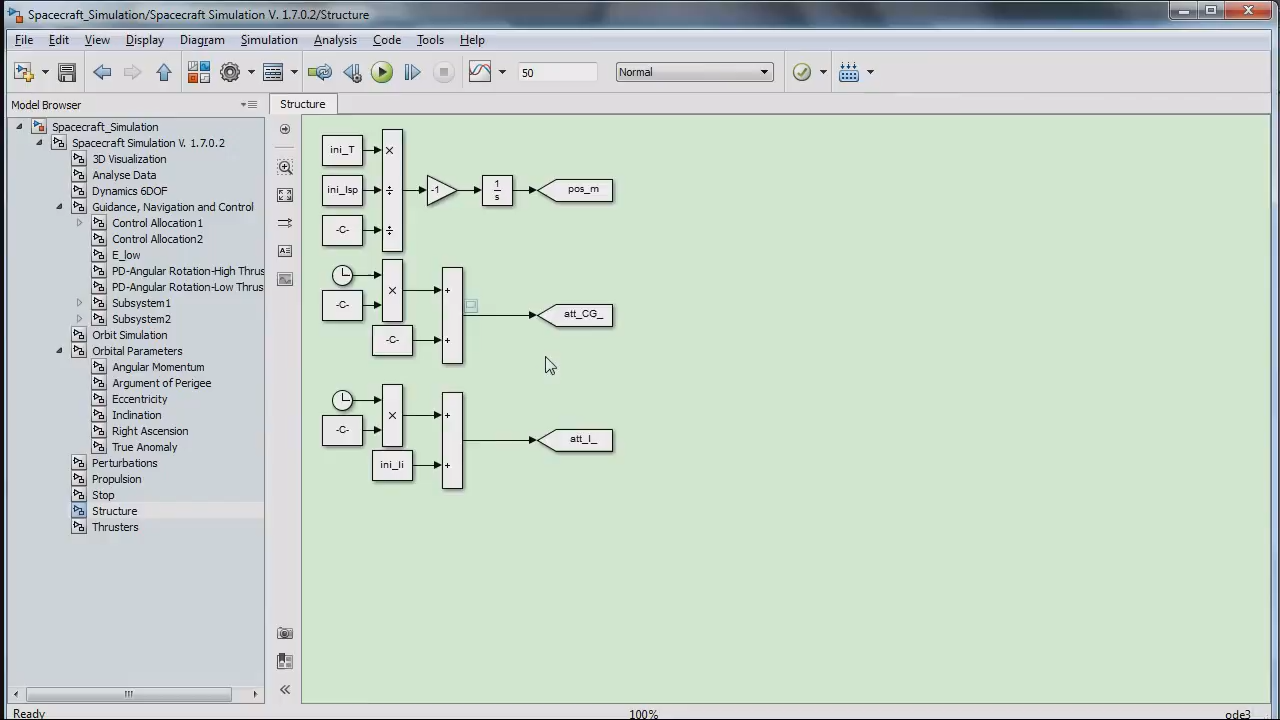 Spacecraft_Simulation/Spacecraft Simulation V. 1.7.0.2/Structure
File Edit View Display Diagram Simulation Analysis Code Tools Help
50 Normal
Model Browser
Structure
Spacecraft_Simulation
Spacecraft Simulation V. 1.7.0.2
3D Visualization
Analyse Data
Dynamics 6DOF
Guidance, Navigation and Control
Control Allocation1
Control Allocation2
E_low
PD-Angular Rotation-High Thrus
PD-Angular Rotation-Low Thrus
Subsystem1
Subsystem2
Orbit Simulation
Orbital Parameters
Angular Momentum
Argument of Perigee
Eccentricity
Inclination
Right Ascension
True Anomaly
Perturbations
Propulsion
Stop
Structure
Thrusters
ini_T ×
ini_Isp ÷ -1 1/s pos_m
-C- ÷
× +
-C- att_CG_
-C- +
× +
-C- att_I_
ini_Ii +
Ready 100% ode3